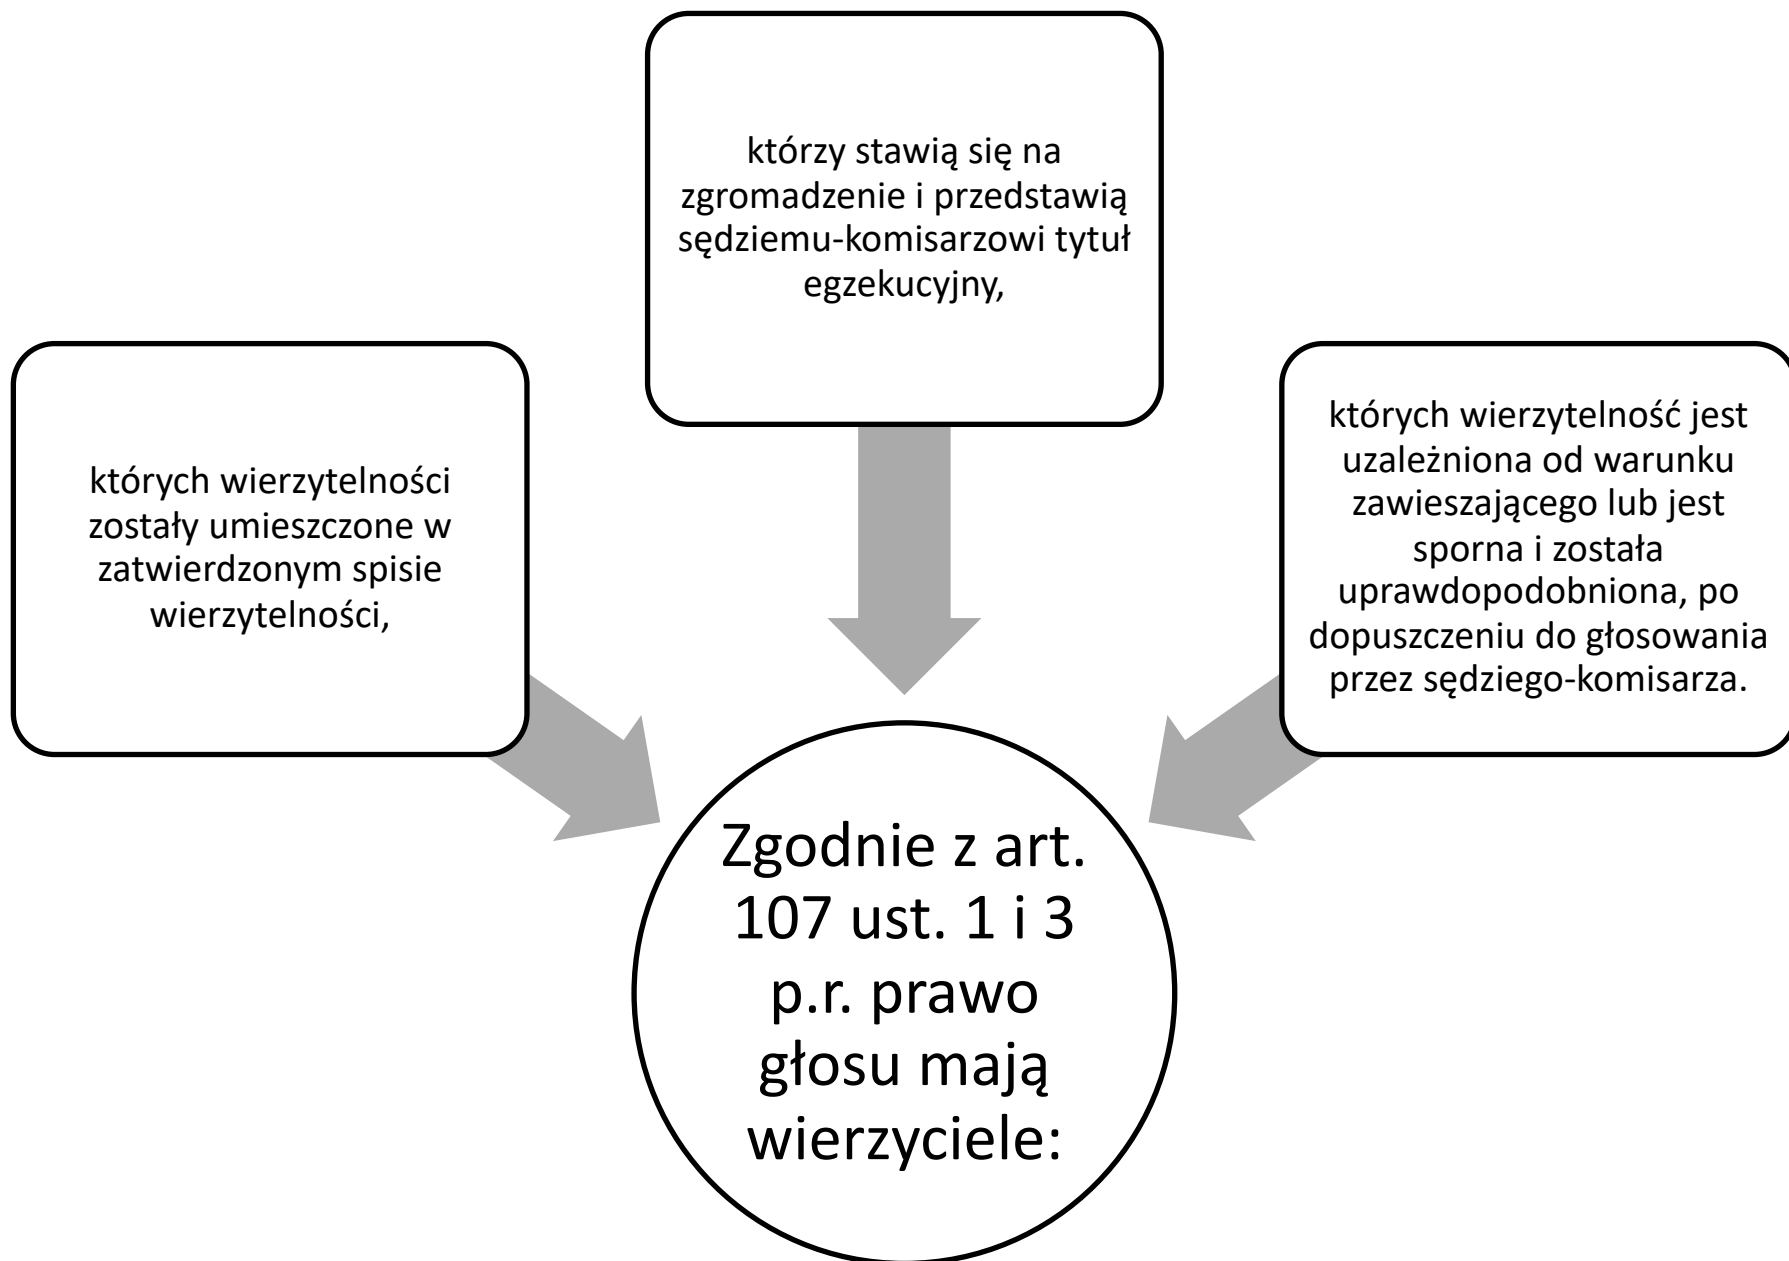 którzy stawią się na
zgromadzenie i przedstawią
sędziemu-komisarzowi tytuł
egzekucyjny,
których wierzytelności
zostały umieszczone w
zatwierdzonym spisie
wierzytelności,
których wierzytelność jest
uzależniona od warunku
zawieszającego lub jest
sporna i została
uprawdopodobniona, po
dopuszczeniu do głosowania
przez sędziego-komisarza.
Zgodnie z art.
107 ust. 1 i 3
p.r. prawo
głosu mają
wierzyciele: